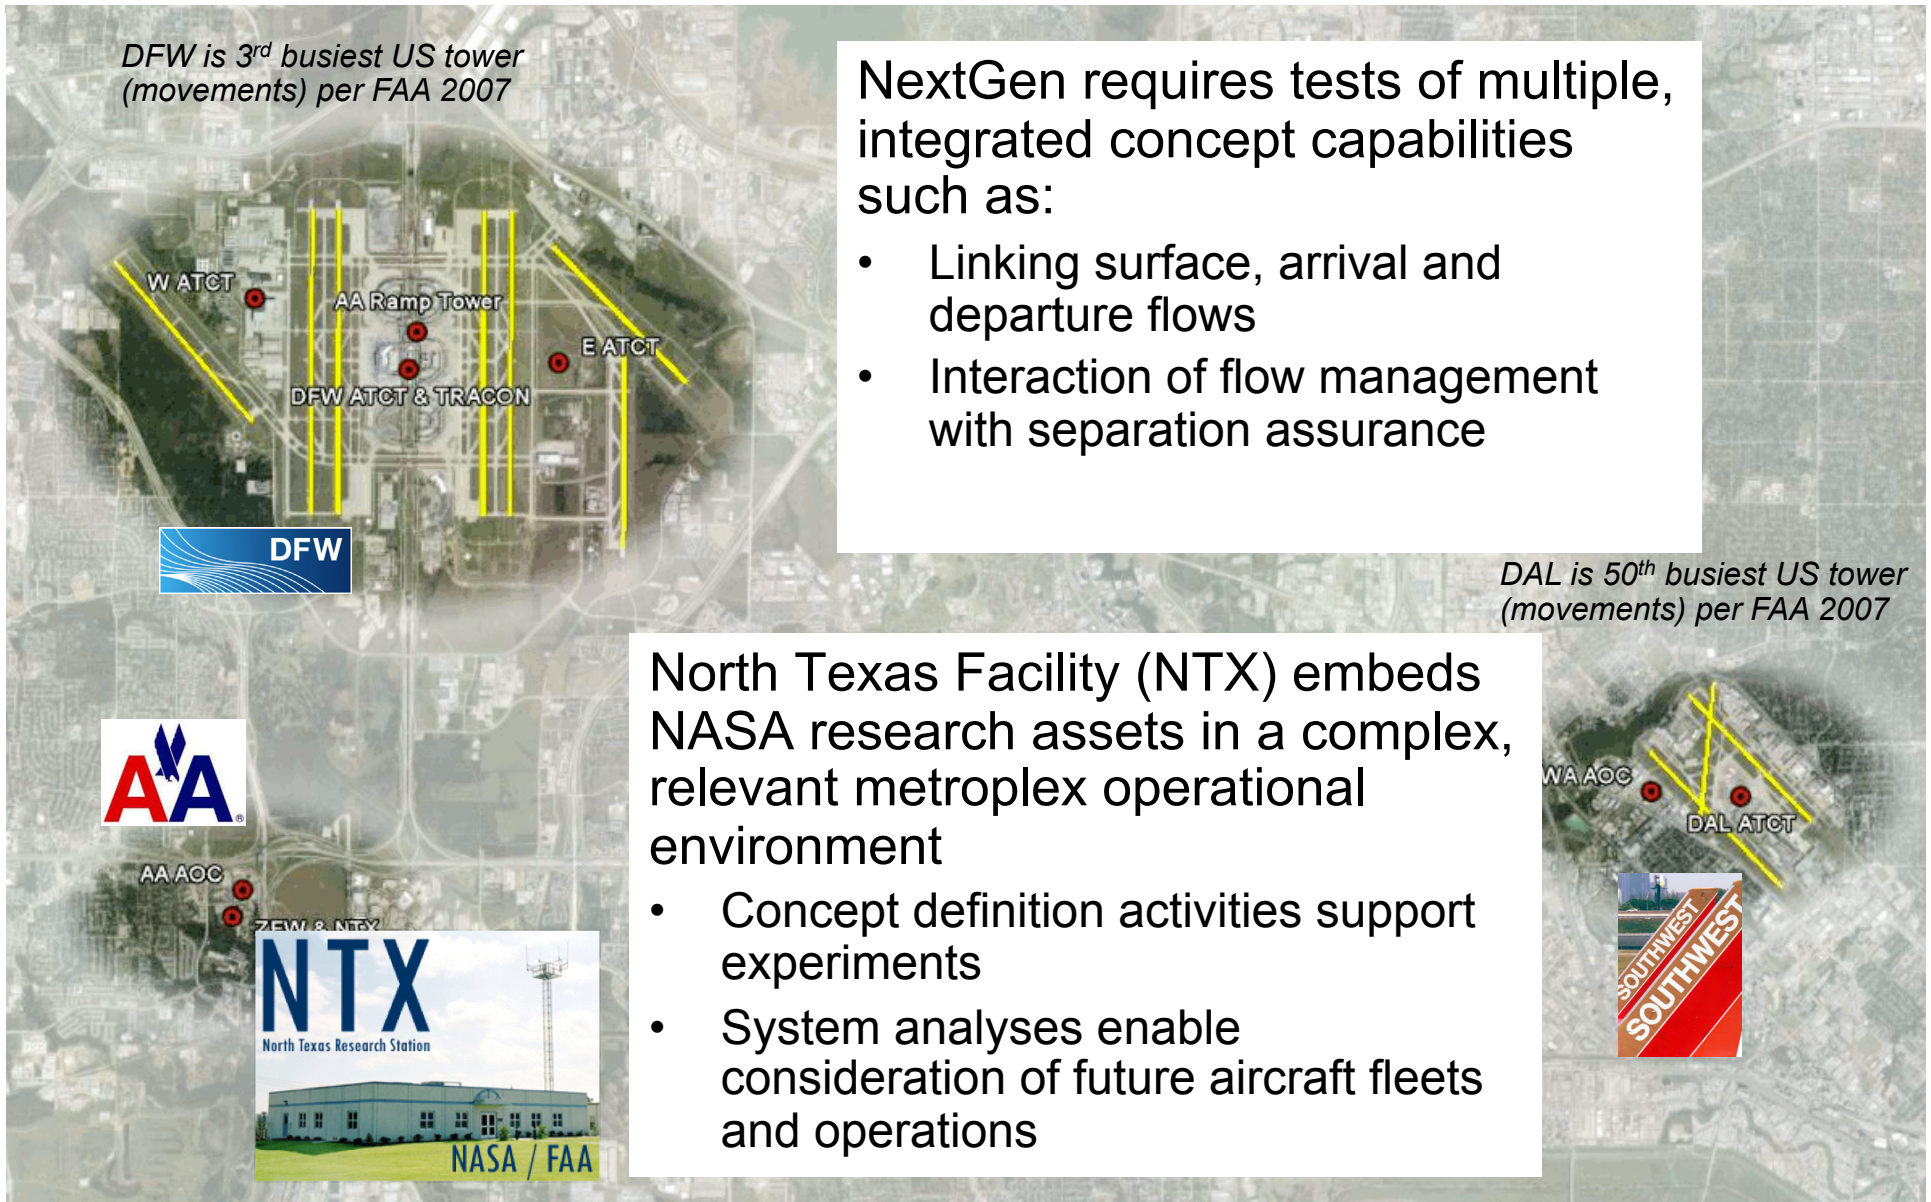 DFW is 3rd busiest US tower
(movements) per FAA 2007
NextGen requires tests of multiple,
integrated concept capabilities
such as:
• Linking surface, arrival and
departure flows
• Interaction of flow management
with separation assurance
W ATCT
AA Ramp Tower
E ATCT
DFW ATCT & TRACON
DFW
DAL is 50th busiest US tower
(movements) per FAA 2007
North Texas Facility (NTX) embeds
NASA research assets in a complex,
relevant metroplex operational
environment
• Concept definition activities support
experiments
• System analyses enable
consideration of future aircraft fleets
and operations
WA AOC
DAL ATCT
SOUTHWEST
SOUTHWEST
AA
®
AA AOC
ZFW & NTX
NTX
North Texas Research Station
NASA / FAA